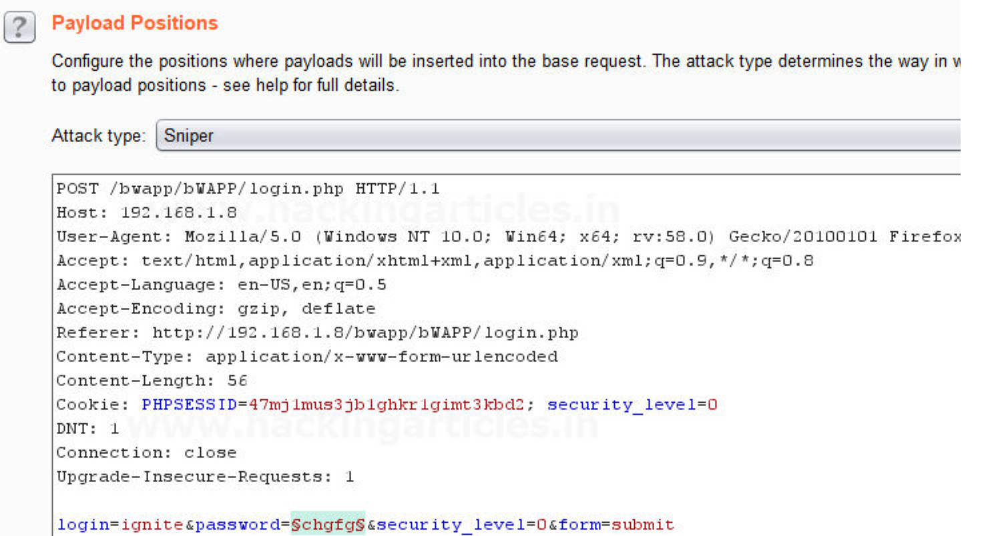 ?
Payload Positions
Configure the positions where payloads will be inserted into the base request. The attack type determines the way in w
to payload positions - see help for full details.
Attack type: Sniper
POST /bwapp/bWAPP/login.php HTTP/1.1
www.hackingarticles.in
Host: 192.168.1.8
User-Agent: Mozilla/5.0 (Windows NT 10.0; Win64; x64; rv:58.0) Gecko/20100101 Firefox
Accept: text/html,application/xhtml+xml,application/xml;q=0.9,*/*;q=0.8
Accept-Language: en-US,en;q=0.5
Accept-Encoding: gzip, deflate
Referer: http://192.168.1.8/bwapp/bWAPP/login.php
Content-Type: application/x-www-form-urlencoded
Content-Length: 56
Cookie: PHPSESSID=47mj1mus3jb1ghkr1gimt3kbd2; security_level=0
DNT: 1
www.hackingarticles.in
Connection: close
Upgrade-Insecure-Requests: 1
login=ignite&password=§chgfg§&security_level=0&form=submit